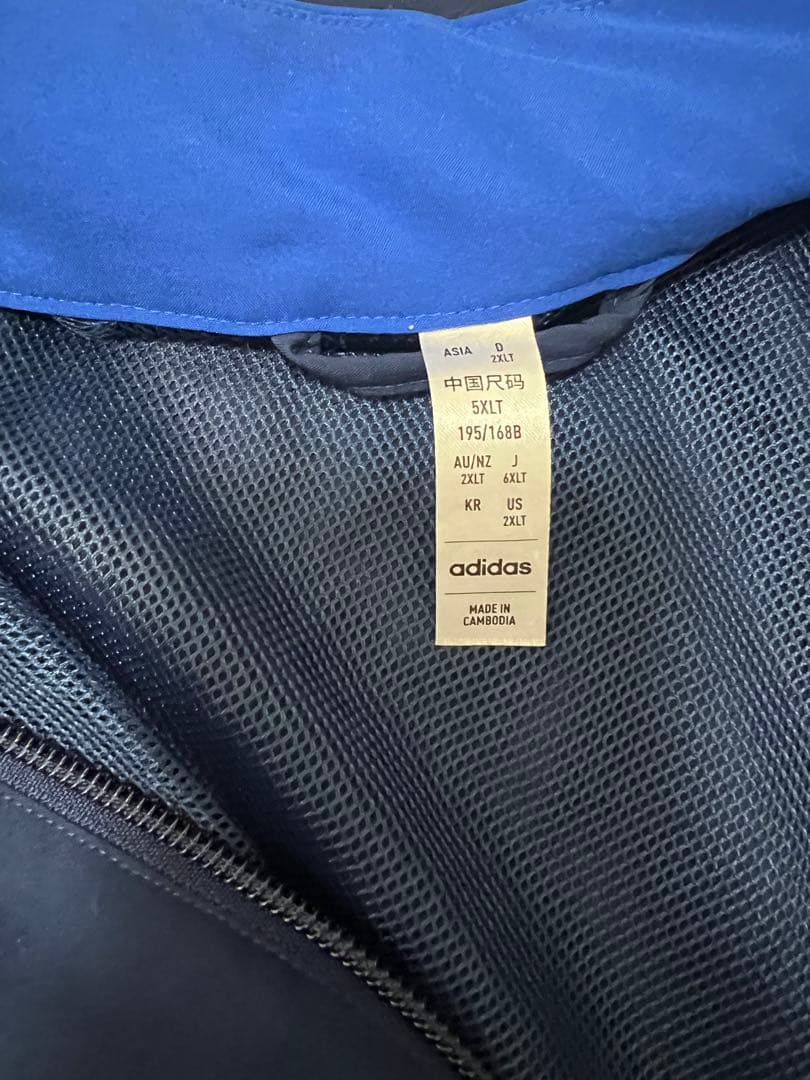 ASIA D
2XLT
中国尺码
5XLT
195/168B
AU/NZ J
2XLT 6XLT
KR US
2XLT
adidas
MADE IN
CAMBODIA